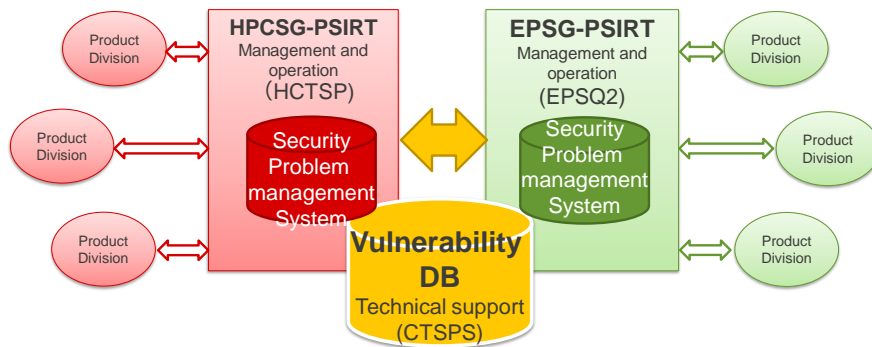 Product
Division
Product
Division
Product
Division
HPCSG-PSIRT
Management and
operation
(HCTSP)
Security
Problem
management
System
EPSG-PSIRT
Management and
operation
(EPSQ2)
Security
Problem
management
System
Vulnerability
DB
Technical support
(CTSPS)
Product
Division
Product
Division
Product
Division